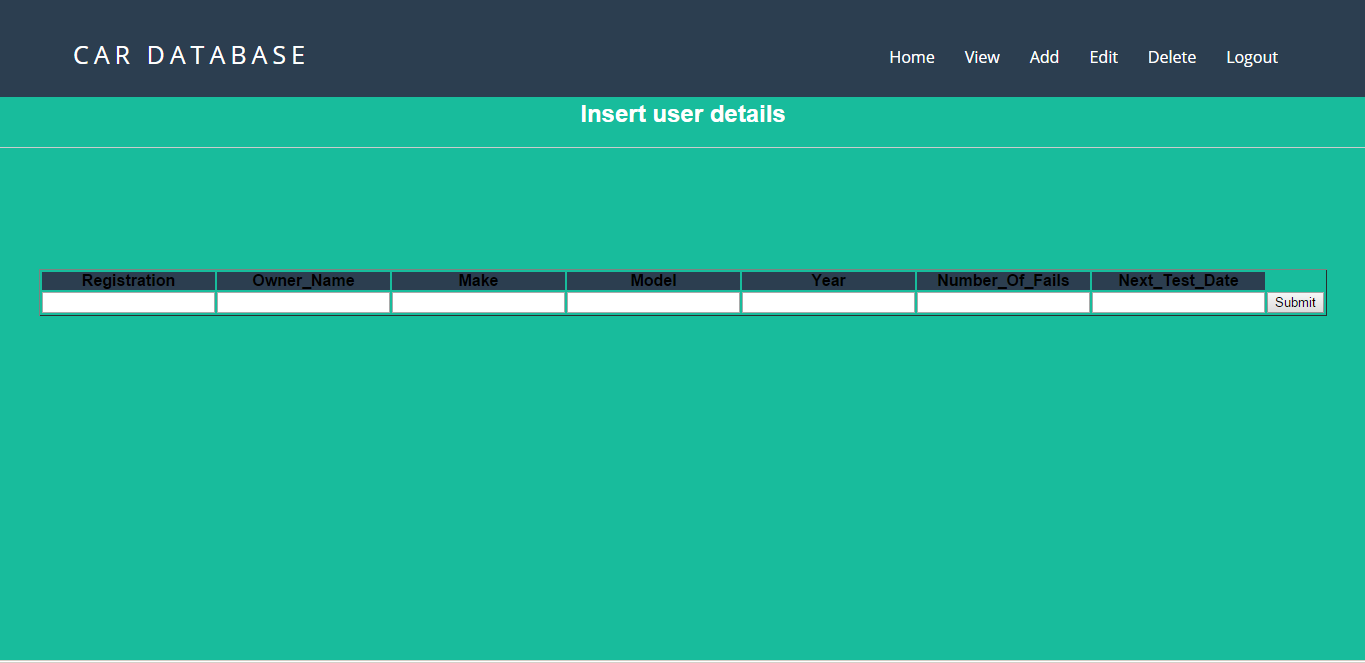 CAR DATABASE Home View Add Edit Delete Logout
Insert user details
Registration Owner_Name Make Model Year Number_Of_Fails Next_Test_Date
Submit